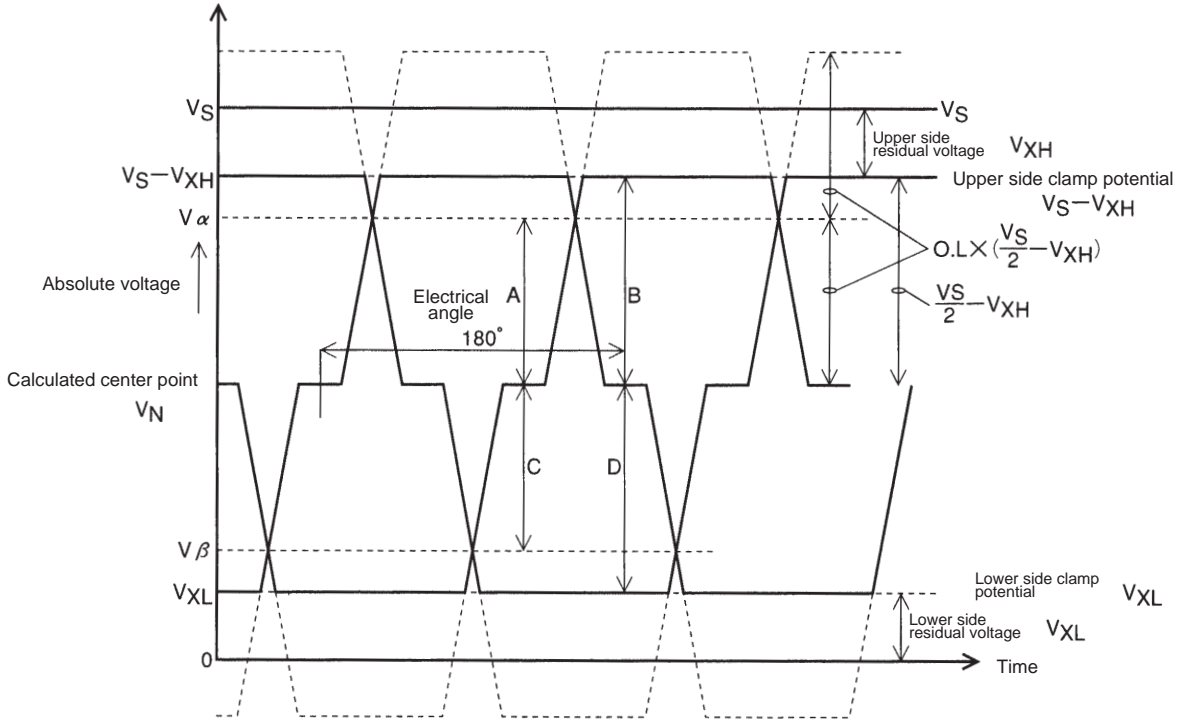 VS
VS
Upper side
residual voltage
VXH
VS−VXH
Upper side clamp potential
VS−VXH
Vα
O.L×(VS/2−VXH)
Absolute voltage
Electrical
angle
180°
A
B
VS/2−VXH
Calculated center point
VN
C
D
Vβ
VXL
Lower side clamp
potential
VXL
Lower side
residual voltage
VXL
0
Time